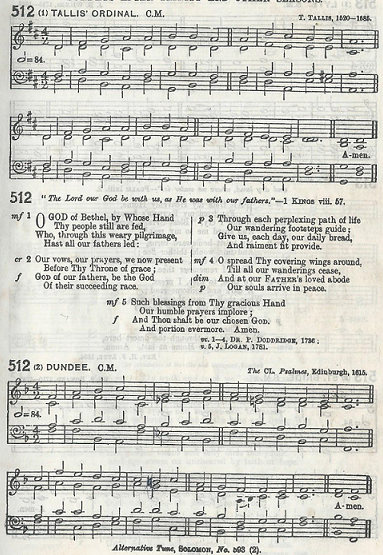 512 (1) TALLIS' ORDINAL. C.M.
T. TALLIS, 1520–1585.
=84.
A-men.
512 "The Lord our God be with us, as He was with our fathers."—1 KINGS viii. 57.
mf 1 O GOD of Bethel, by Whose Hand
Thy people still are fed,
Who, through this weary pilgrimage,
Hast all our fathers led:
cr 2 Our vows, our prayers, we now present
Before Thy Throne of grace;
f GOD of our fathers, be the God
Of their succeeding race.
p 3 Through each perplexing path of life
Our wandering footsteps guide;
Give us, each day, our daily bread,
And raiment fit provide.
mf 4 O spread Thy covering wings around,
Till all our wanderings cease,
dim And at our FATHER'S loved abode
p Our souls arrive in peace.
mf 5 Such blessings from Thy gracious Hand
Our humble prayers implore;
f And Thou shalt be our chosen God,
And portion evermore. Amen.
vv. 1–4, DR. P. DODDRIDGE, 1736;
v. 5, J. LOGAN, 1781.
512 (2) DUNDEE. C.M.
The CL. Psalmes, Edinburgh, 1615.
=84.
A-men.
Alternative Tune, SOLOMON, No. 593 (2).